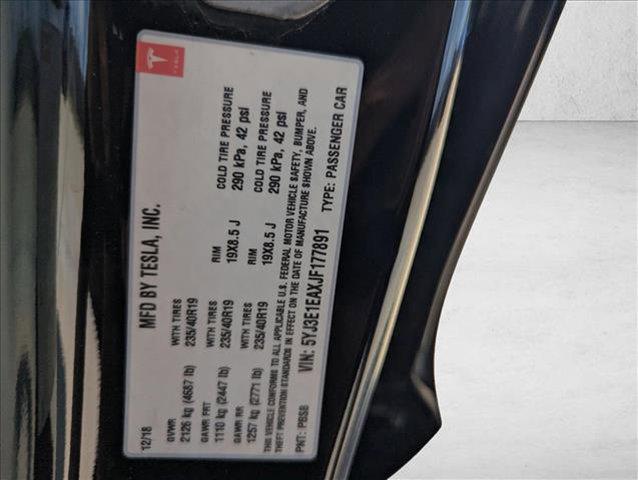 TESLA
MFD BY TESLA, INC.
12/18
GVWR WITH TIRES RIM COLD TIRE PRESSURE
2126 kg (4687 lb) 235/40R19 19X8.5 J 290 kPa, 42 psi
GAWR FRT WITH TIRES RIM COLD TIRE PRESSURE
1110 kg (2447 lb) 235/40R19 19X8.5 J 290 kPa, 42 psi
GAWR RR WITH TIRES
1257 kg (2771 lb) 235/40R19
THIS VEHICLE CONFORMS TO ALL APPLICABLE U.S. FEDERAL MOTOR VEHICLE SAFETY, BUMPER, AND
THEFT PREVENTION STANDARDS IN EFFECT ON THE DATE OF MANUFACTURE SHOWN ABOVE.
VIN: 5YJ3E1EAXJF177891
PNT: PBSB TYPE: PASSENGER CAR